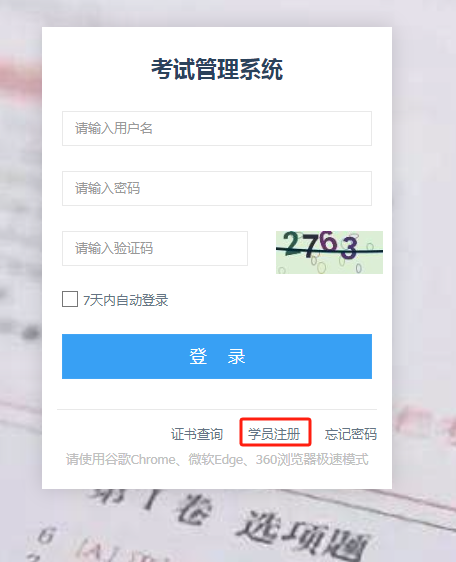 考试管理系统
请输入用户名
请输入密码
请输入验证码 2763
7天内自动登录
登 录
证书查询 学员注册 忘记密码
请使用谷歌Chrome、微软Edge、360浏览器极速模式
第 I 卷 选项题
6 [A]